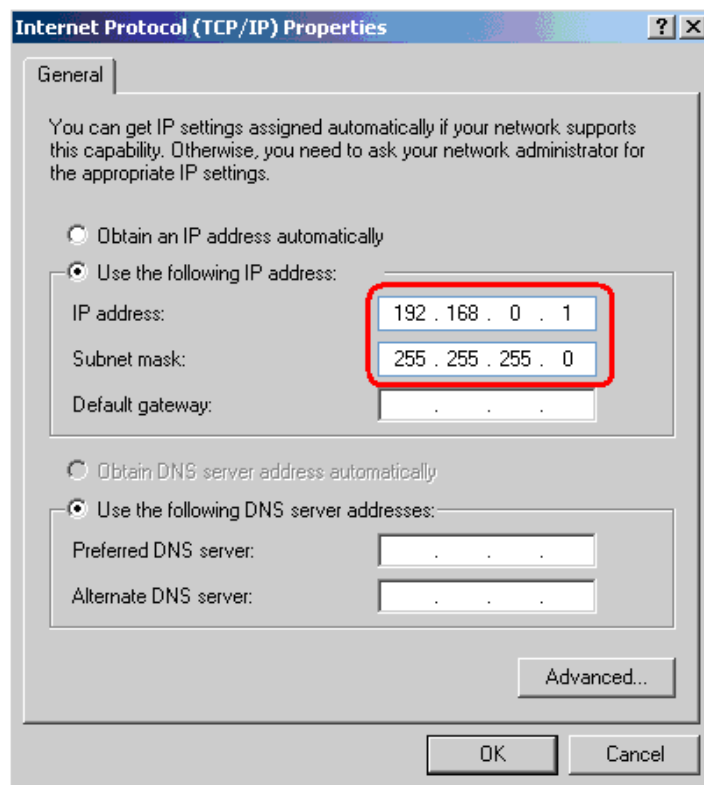 Internet Protocol (TCP/IP) Properties
General
You can get IP settings assigned automatically if your network supports
this capability. Otherwise, you need to ask your network administrator for
the appropriate IP settings.
Obtain an IP address automatically
Use the following IP address:
IP address: 192 . 168 . 0 . 1
Subnet mask: 255 . 255 . 255 . 0
Default gateway: . . .
Obtain DNS server address automatically
Use the following DNS server addresses:
Preferred DNS server: . . .
Alternate DNS server: . . .
Advanced...
OK Cancel